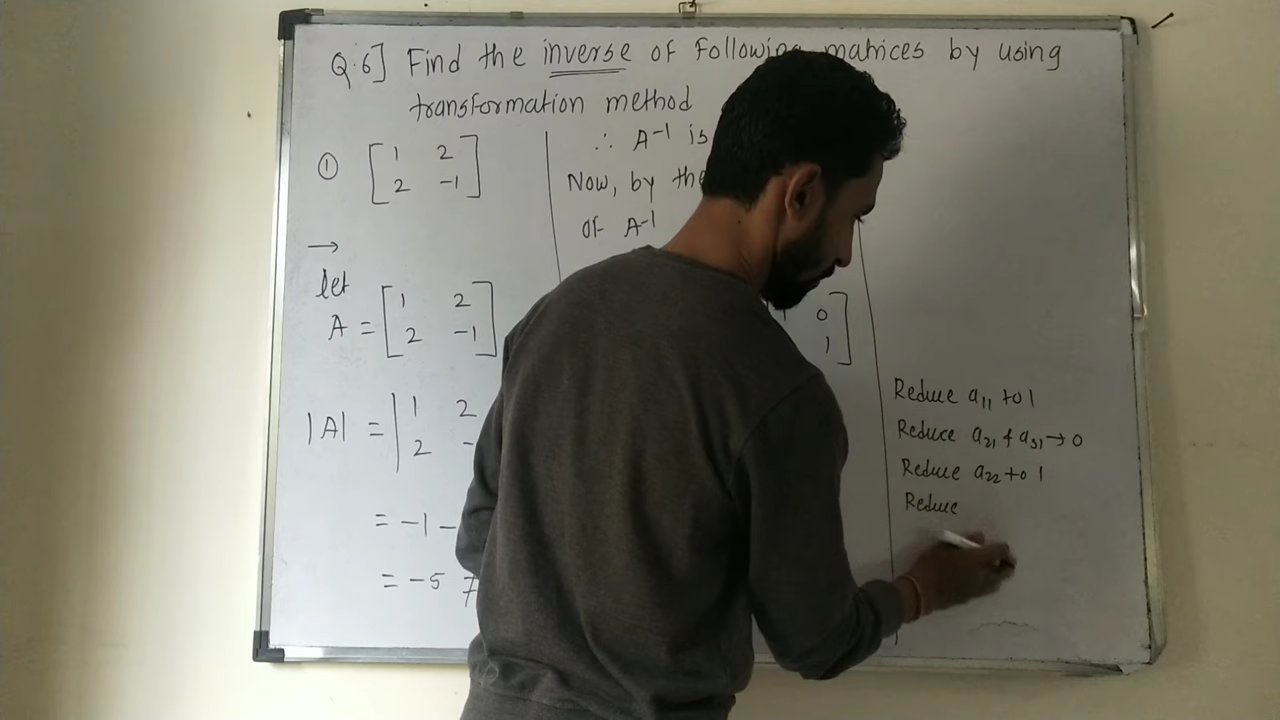 Q.6] Find the inverse of following matrices by using
transformation method
① [1 2
2 -1]
→
let
A = [1 2
2 -1]
|A| = |1 2
2 -
= -1 -
= -5
∴ A-1 is
Now, by the
of A-1
0]
1]
Reduce a11 to 1
Reduce a21 & a31 → 0
Reduce a22 to 1
Reduce